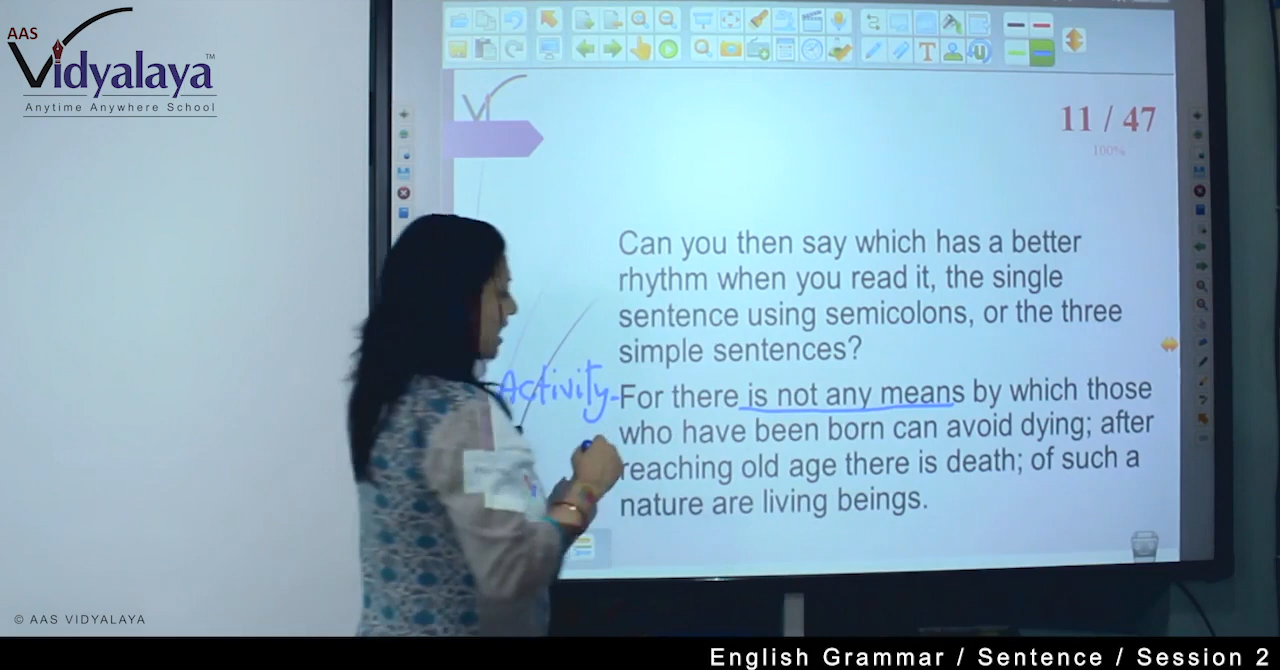 AAS
Vidyalaya™
Anytime Anywhere School
11 / 47
100%
Can you then say which has a better
rhythm when you read it, the single
sentence using semicolons, or the three
simple sentences?
Activity-
For there is not any means by which those
who have been born can avoid dying; after
reaching old age there is death; of such a
nature are living beings.
© AAS VIDYALAYA
English Grammar / Sentence / Session 2